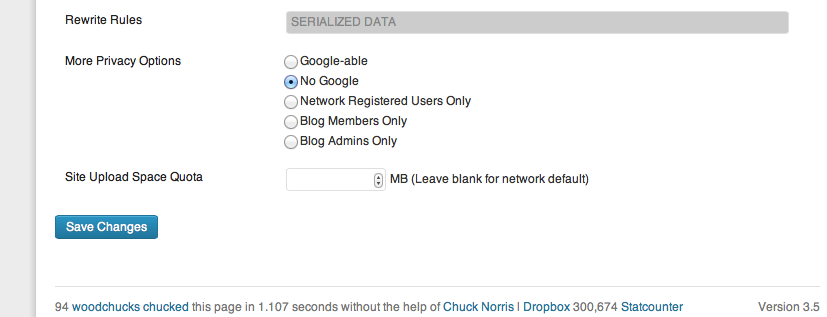 Rewrite Rules SERIALIZED DATA
More Privacy Options Google-able
No Google
Network Registered Users Only
Blog Members Only
Blog Admins Only
Site Upload Space Quota MB (Leave blank for network default)
Save Changes
94 woodchucks chucked this page in 1.107 seconds without the help of Chuck Norris | Dropbox 300,674 Statcounter Version 3.5